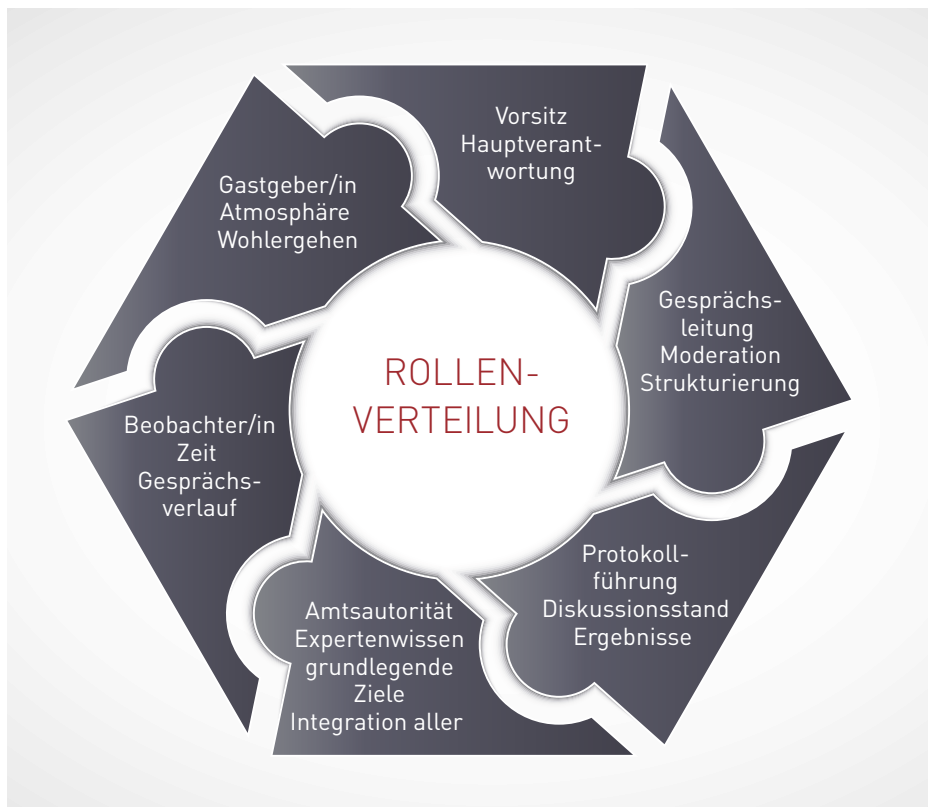 Vorsitz
Hauptverant-
wortung
Gastgeber/in
Atmosphäre
Wohlergehen
Gesprächs-
leitung
Moderation
Strukturierung
ROLLEN-
VERTEILUNG
Beobachter/in
Zeit
Gesprächs-
verlauf
Protokoll-
führung
Diskussionsstand
Ergebnisse
Amtsautorität
Expertenwissen
grundlegende
Ziele
Integration aller